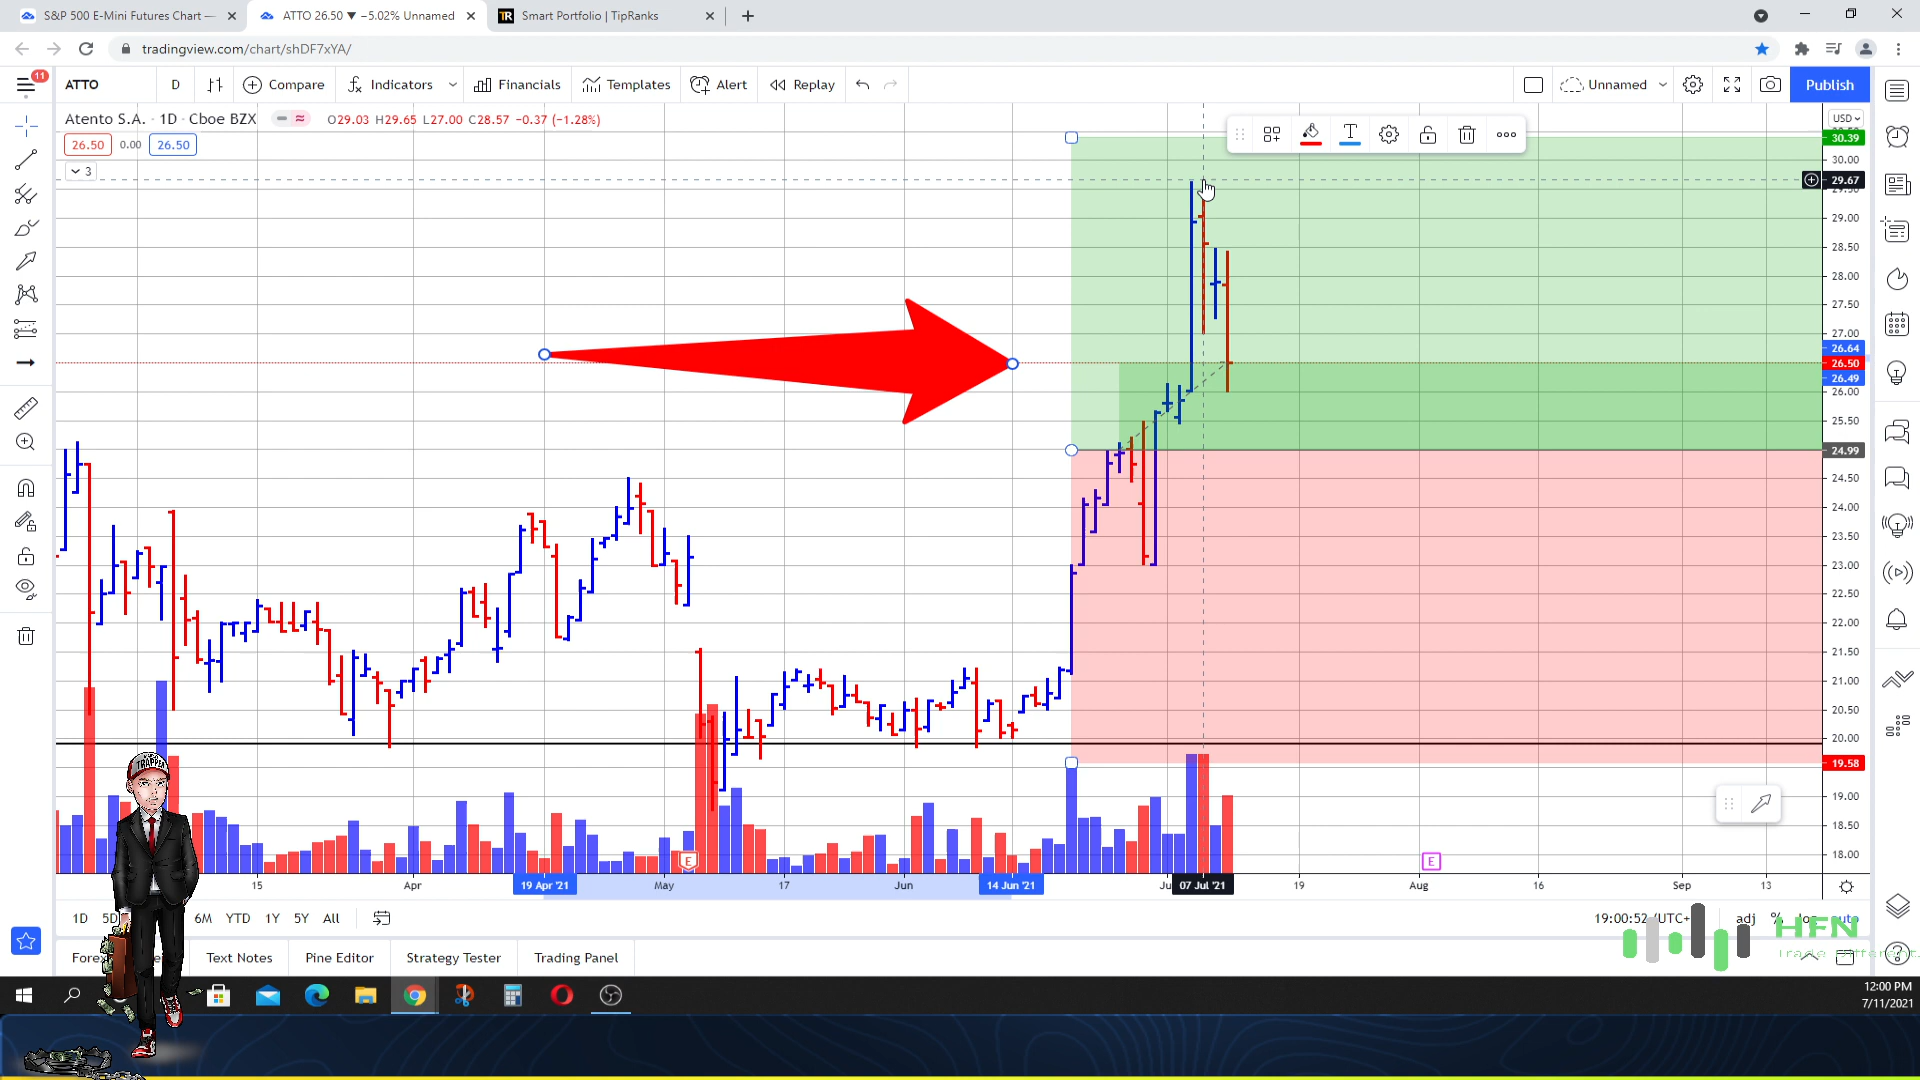 S&P 500 E-Mini Futures Chart —
ATTO 26.50 ▼ −5.02% Unnamed
TR Smart Portfolio | TipRanks
tradingview.com/chart/shDF7xYA/
11
ATTO D Compare Indicators Financials Templates Alert Replay Unnamed Publish
Atento S.A. · 1D · Cboe BZX O29.03 H29.65 L27.00 C28.57 −0.37 (−1.28%)
26.50 0.00 26.50
3
T
USD
30.39
30.00
29.67
29.00
28.50
28.00
27.50
27.00
26.64
26.50
26.49
26.00
25.50
24.99
24.50
24.00
23.50
23.00
22.50
22.00
21.50
21.00
20.50
20.00
19.58
19.00
18.50
18.00
TRAPPER
E E
15 Apr 19 Apr '21 May 17 Jun 14 Jun '21 07 Jul '21 19 Aug 16 Sep 13
1D 6M YTD 1Y 5Y All
19:00:52 adj %
HFN
Text Notes Pine Editor Strategy Tester Trading Panel
12:00 PM
7/11/2021